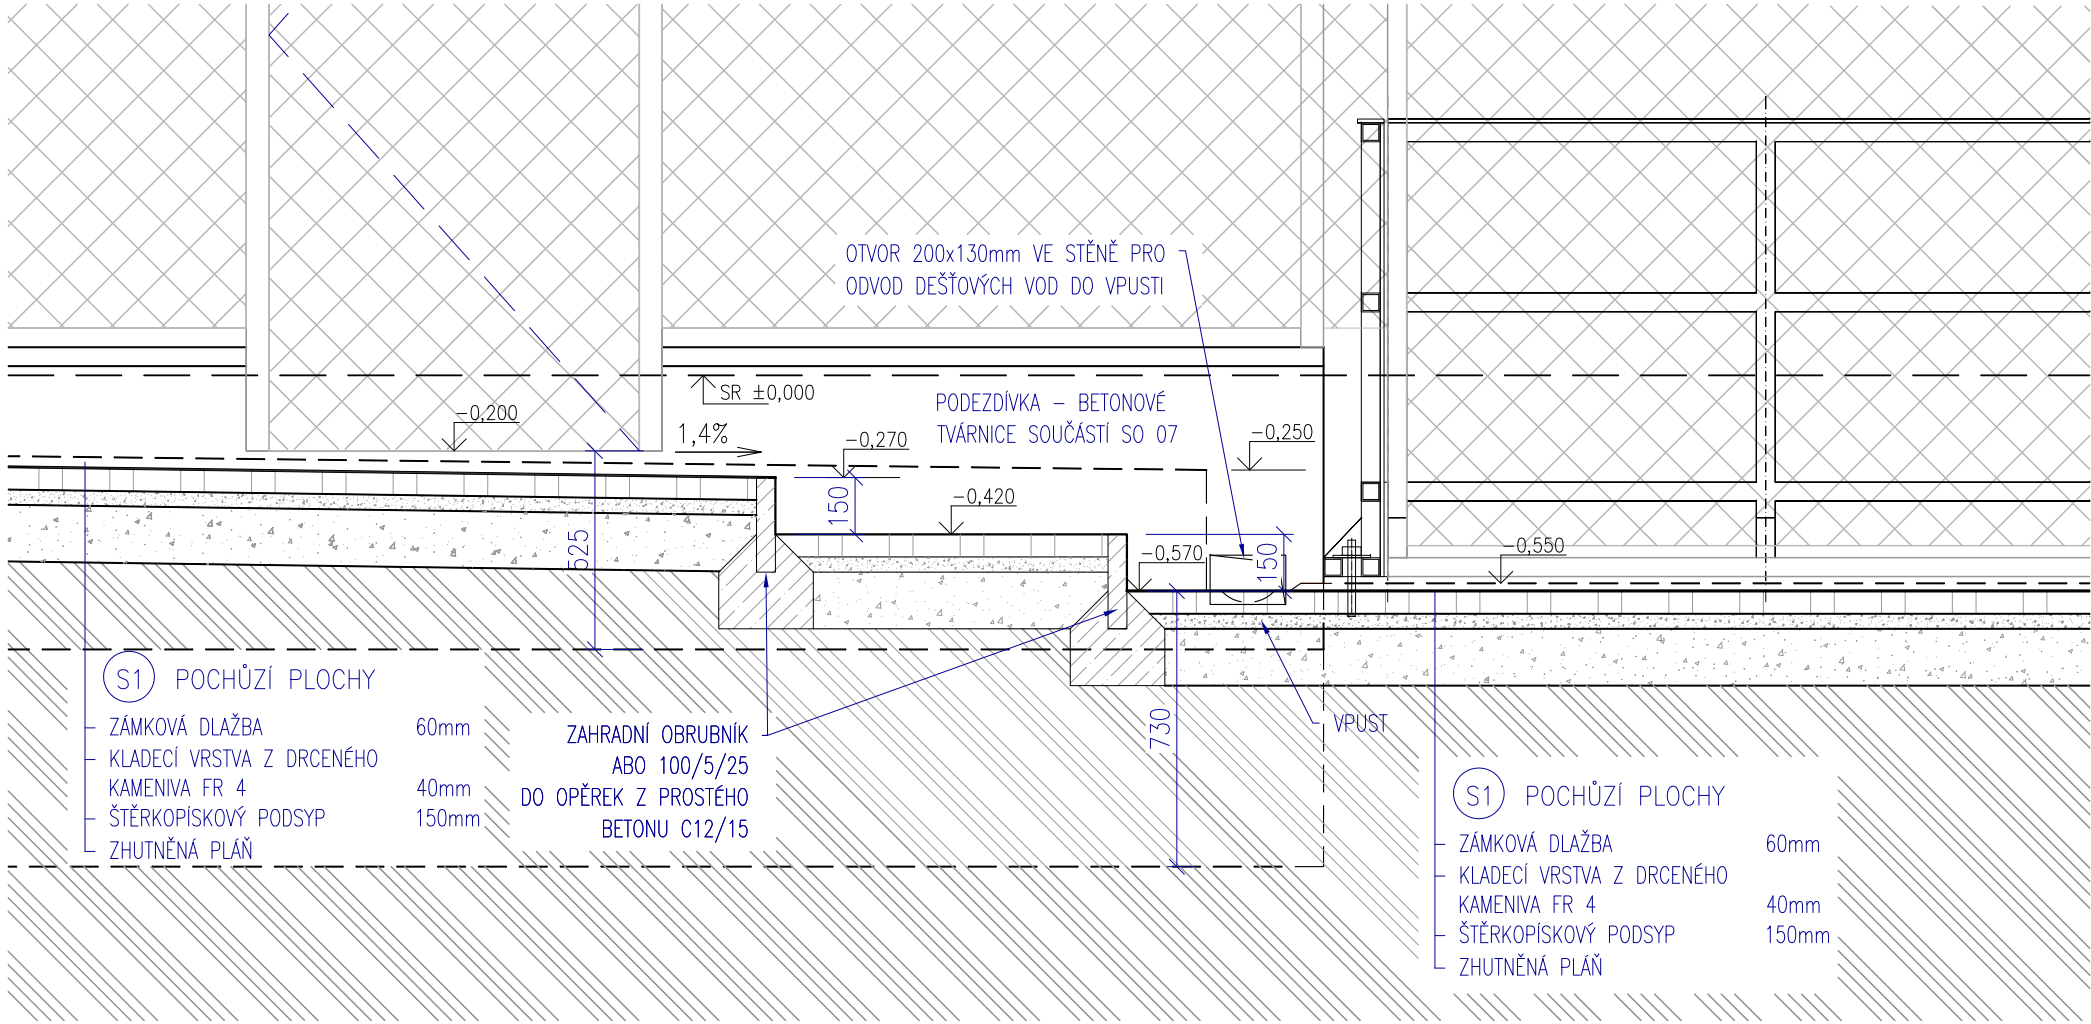 OTVOR 200x130mm VE STĚNĚ PRO
ODVOD DEŠŤOVÝCH VOD DO VPUSTI
SR ±0,000
PODEZDÍVKA – BETONOVÉ
TVÁRNICE SOUČÁSTÍ SO 07
-0,200
1,4%
-0,270
-0,250
150
-0,420
525
-0,570
150
-0,550
S1 POCHŮZÍ PLOCHY
ZÁMKOVÁ DLAŽBA 60mm
KLADECÍ VRSTVA Z DRCENÉHO
KAMENIVA FR 4 40mm
ŠTĚRKOPÍSKOVÝ PODSYP 150mm
ZHUTNĚNÁ PLÁŇ
ZAHRADNÍ OBRUBNÍK
ABO 100/5/25
DO OPĚREK Z PROSTÉHO
BETONU C12/15
730
VPUST
S1 POCHŮZÍ PLOCHY
ZÁMKOVÁ DLAŽBA 60mm
KLADECÍ VRSTVA Z DRCENÉHO
KAMENIVA FR 4 40mm
ŠTĚRKOPÍSKOVÝ PODSYP 150mm
ZHUTNĚNÁ PLÁŇ